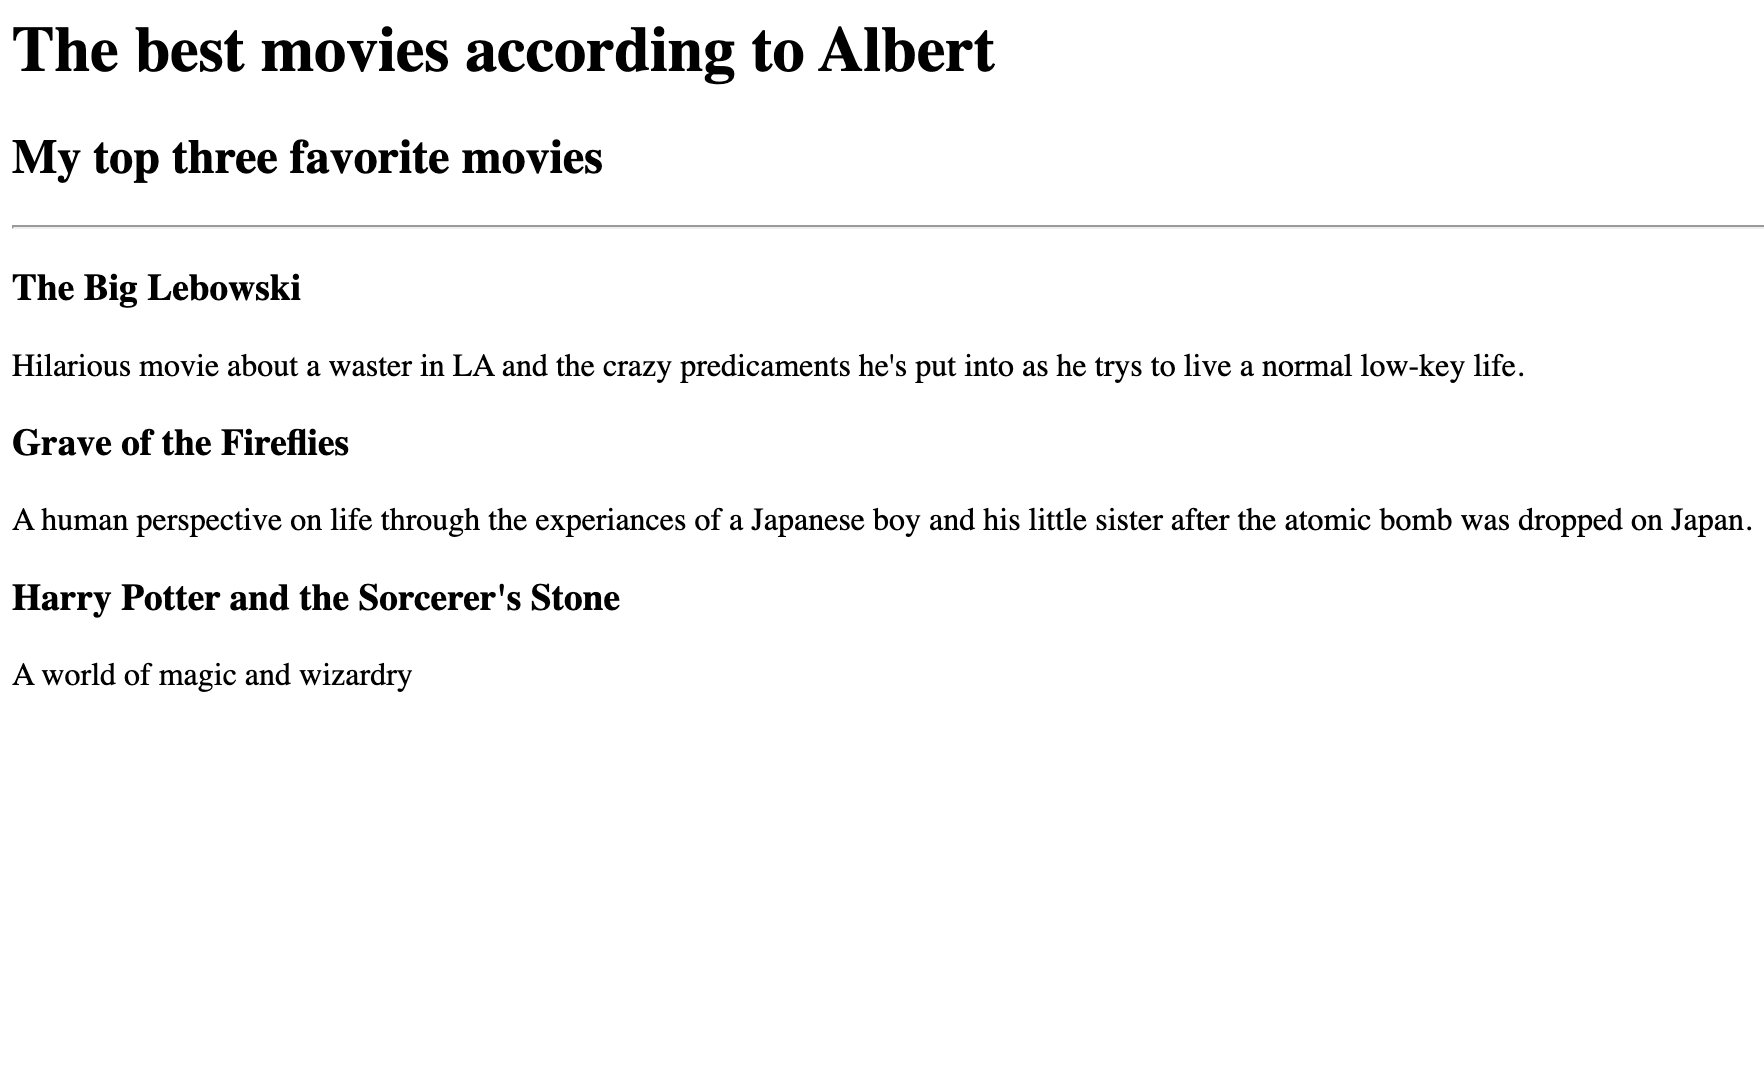 The best movies according to Albert
My top three favorite movies
The Big Lebowski
Hilarious movie about a waster in LA and the crazy predicaments he's put into as he trys to live a normal low-key life.
Grave of the Fireflies
A human perspective on life through the experiances of a Japanese boy and his little sister after the atomic bomb was dropped on Japan.
Harry Potter and the Sorcerer's Stone
A world of magic and wizardry